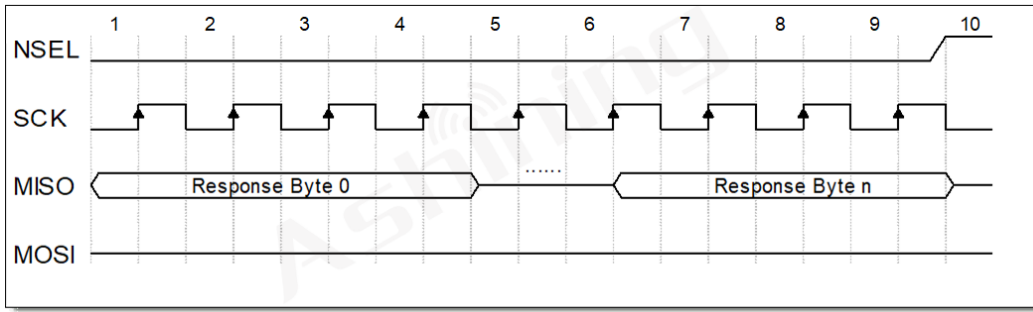 1 2 3 4 5 6 7 8 9 10
NSEL
SCK
Ashining
......
MISO Response Byte 0 Response Byte n
MOSI